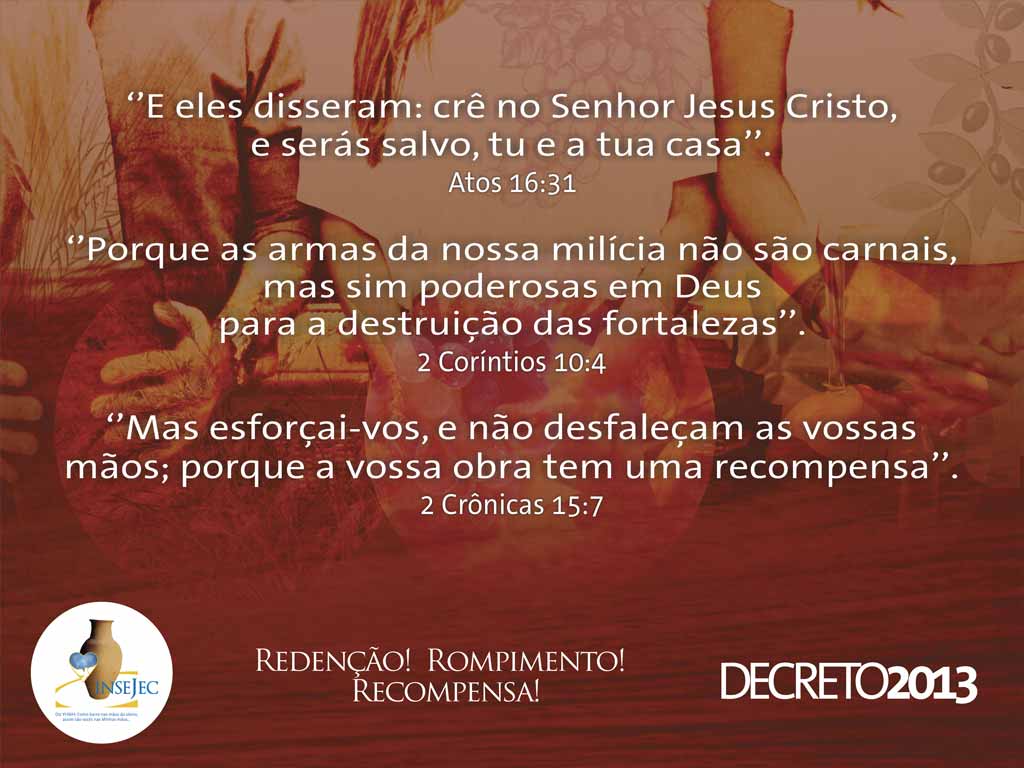 ‘’E eles disseram: crê no Senhor Jesus Cristo,
e serás salvo, tu e a tua casa’’.
Atos 16:31
‘’Porque as armas da nossa milícia não são carnais,
mas sim poderosas em Deus
para a destruição das fortalezas’’.
2 Coríntios 10:4
‘’Mas esforçai-vos, e não desfaleçam as vossas
mãos; porque a vossa obra tem uma recompensa’’.
2 Crônicas 15:7
INSEJEC
Redenção! Rompimento!
Recompensa!
DECRETO2013